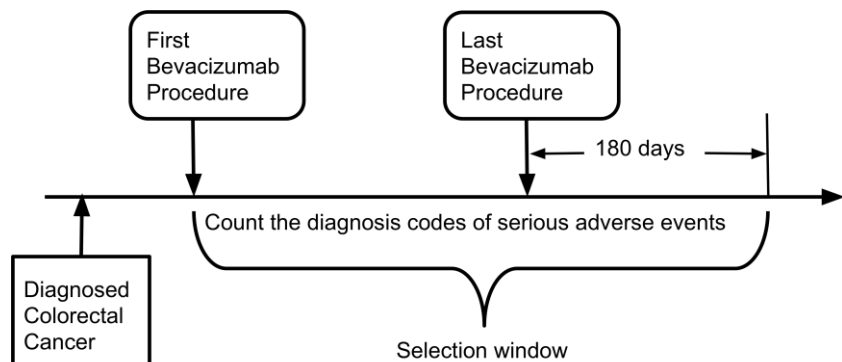 First
Bevacizumab
Procedure
Last
Bevacizumab
Procedure
180 days
Count the diagnosis codes of serious adverse events
Diagnosed
Colorectal
Cancer
Selection window